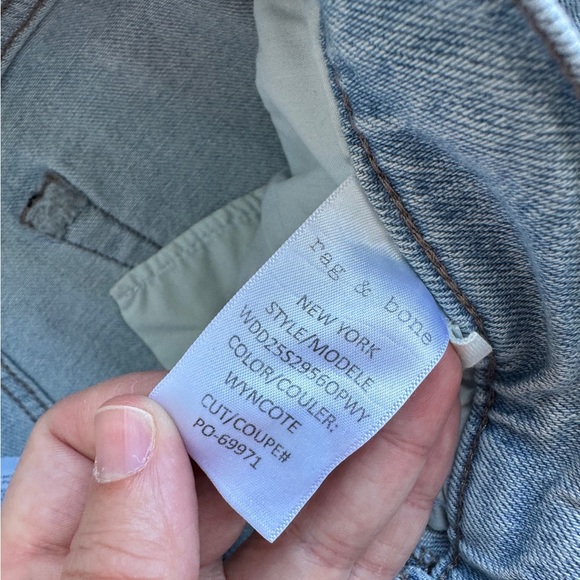 rag & bone
NEW YORK
STYLE/MODELE
WDD25S2956OPWY
COLOR/COULER:
WYNCOTE
CUT/COUPE#
PO-69971